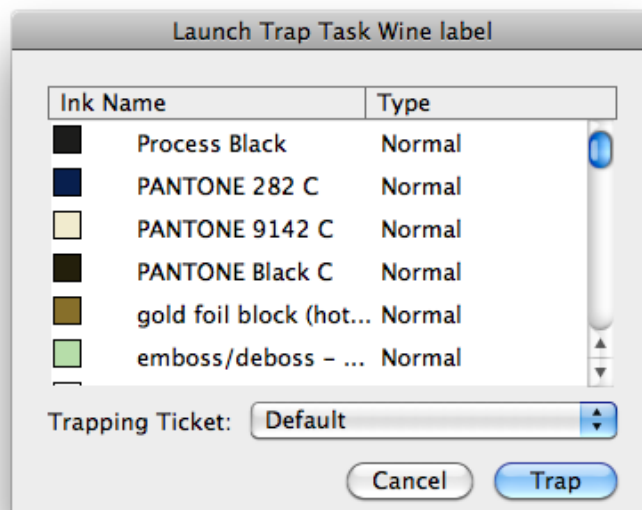 Launch Trap Task Wine label
Ink Name Type
Process Black Normal
PANTONE 282 C Normal
PANTONE 9142 C Normal
PANTONE Black C Normal
gold foil block (hot... Normal
emboss/deboss – ... Normal
Trapping Ticket: Default
Cancel Trap